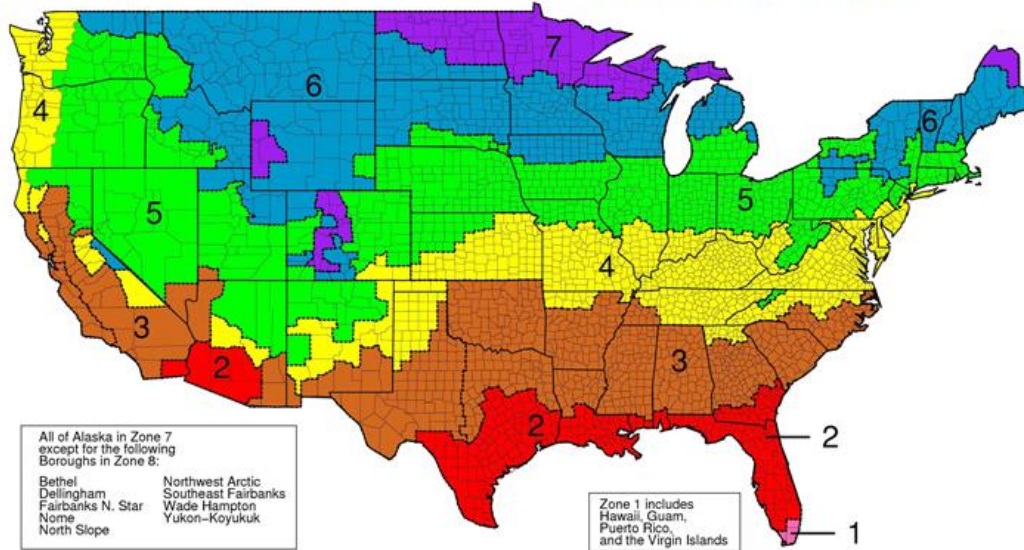 7
6
6
4
5
5
4
3
3
2
2
2
1
All of Alaska in Zone 7
except for the following
Boroughs in Zone 8:
Bethel Northwest Arctic
Dellingham Southeast Fairbanks
Fairbanks N. Star Wade Hampton
Nome Yukon-Koyukuk
North Slope
Zone 1 includes
Hawaii, Guam,
Puerto Rico,
and the Virgin Islands